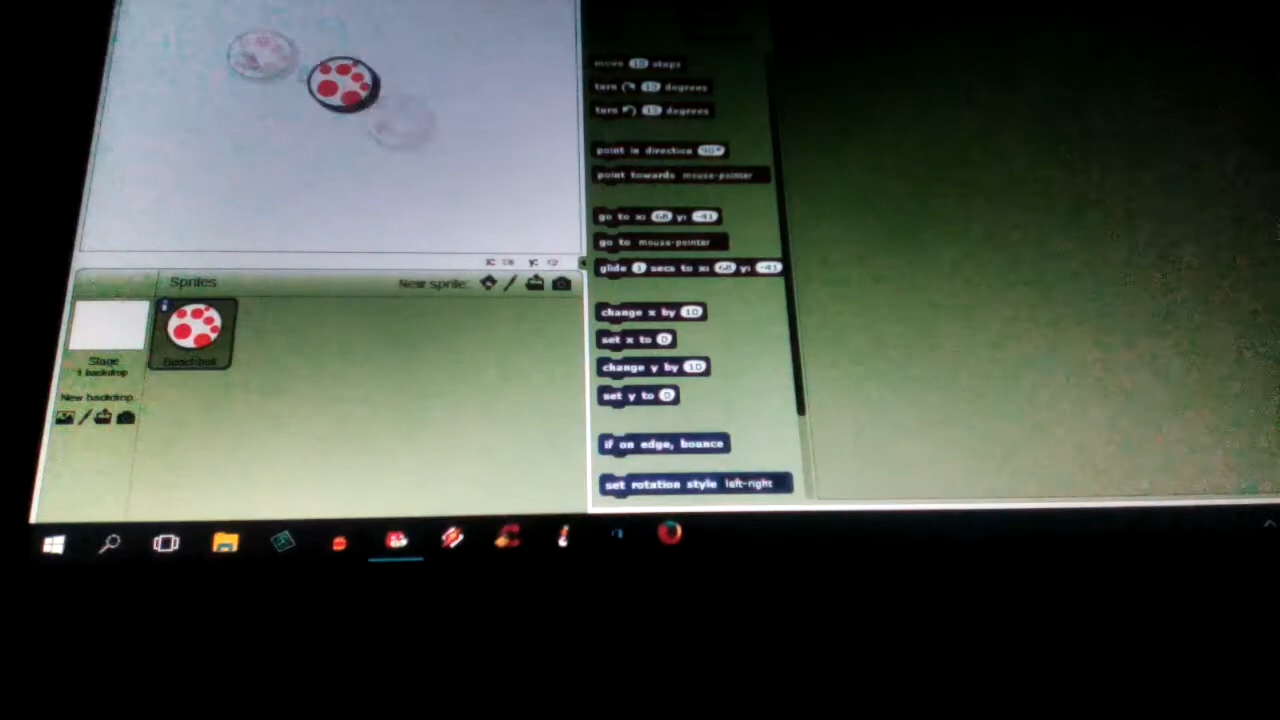 move 10 steps
turn 15 degrees
turn 15 degrees
point in direction 90
point towards mouse-pointer
go to x: 68 y: -41
go to mouse-pointer
glide 1 secs to x: 68 y: -41
change x by 10
set x to 0
change y by 10
set y to 0
if on edge, bounce
set rotation style left-right
x: y:
Sprites
New sprite:
Stage
1 backdrop
New backdrop